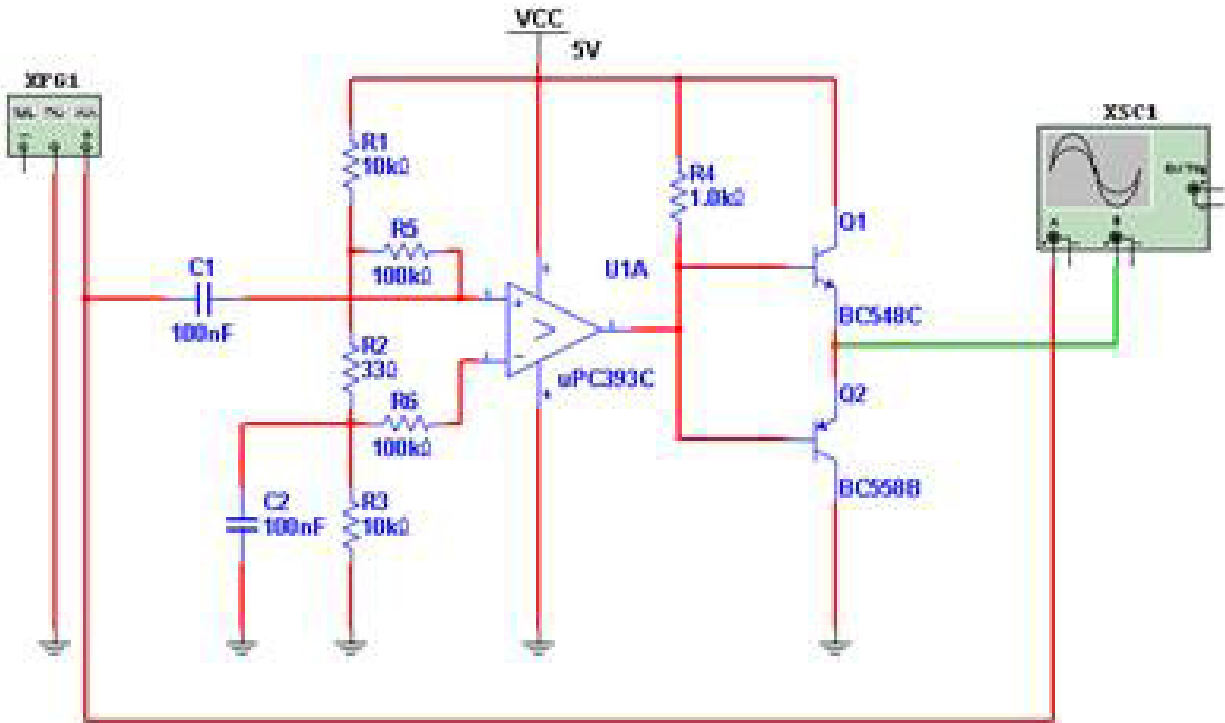 VCC
5V
XFG1
XSC1
R1
10kΩ
R4
1.0kΩ
R5
100kΩ
Q1
C1
100nF
U1A
BC548C
R2
33Ω
uPC393C
R6
100kΩ
Q2
C2
100nF
R3
10kΩ
BC558B
A
B